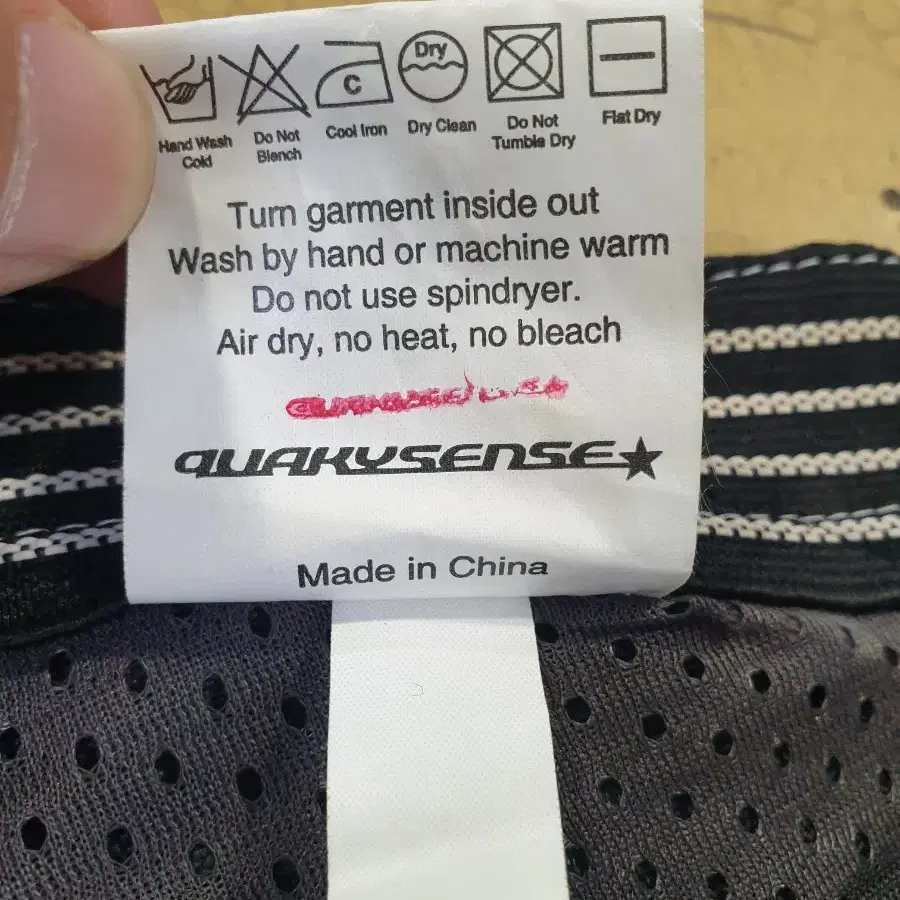 C
Dry
Hand Wash
Cold
Do Not
Blench
Cool Iron
Dry Clean
Do Not
Tumble Dry
Flat Dry
Turn garment inside out
Wash by hand or machine warm
Do not use spindryer.
Air dry, no heat, no bleach
QUAKYSENSE
Made in China